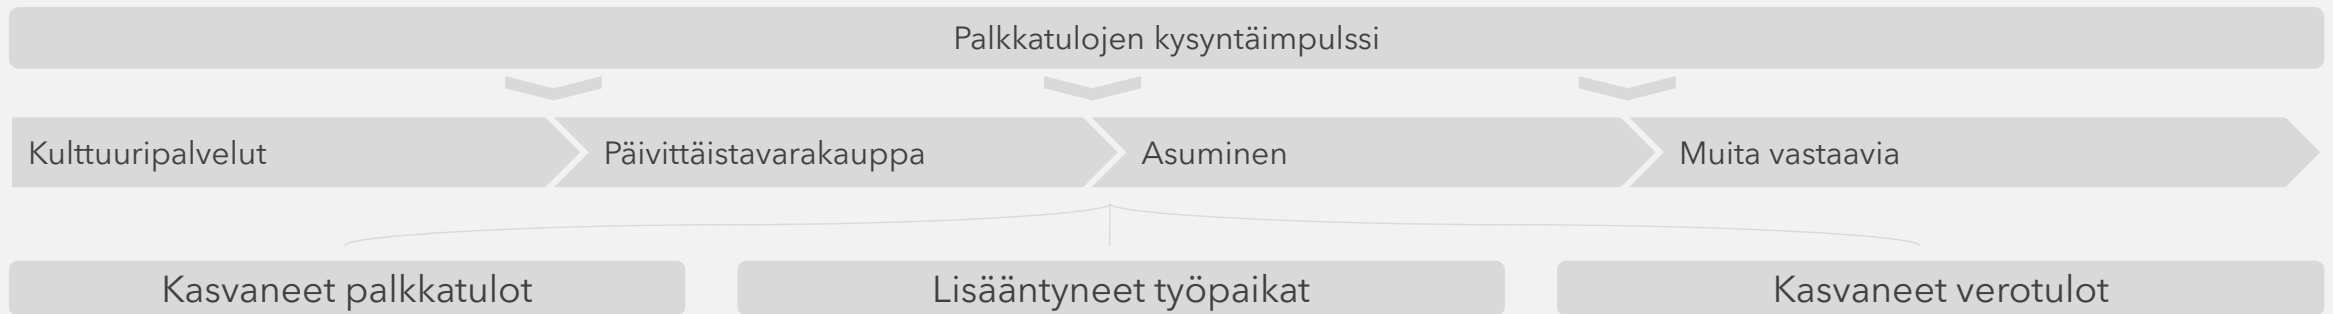 Palkkatulojen kysyntäimpulssi
Kulttuuripalvelut
Päivittäistavarakauppa
Asuminen
Muita vastaavia
Kasvaneet palkkatulot
Lisääntyneet työpaikat
Kasvaneet verotulot